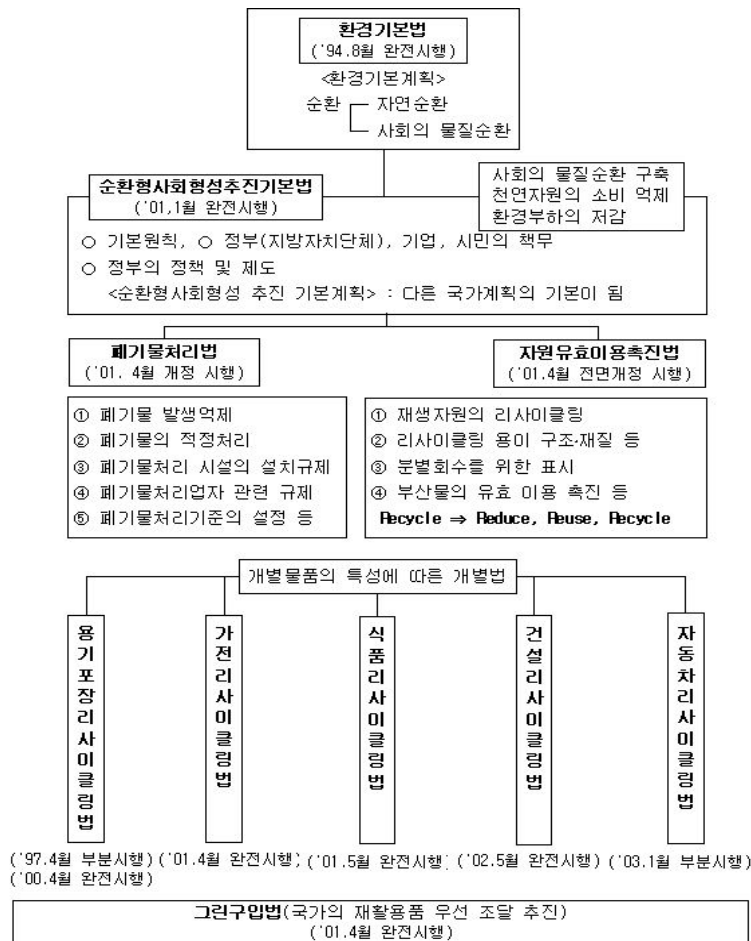 환경기본법
('94.8월 완전시행)
<환경기본계획>
순환 자연순환
사회의 물질순환
순환형사회형성추진기본법
('01,1월 완전시행)
사회의 물질순환 구축
천연자원의 소비 억제
환경부하의 저감
○ 기본원칙, ○ 정부(지방자치단체), 기업, 시민의 책무
○ 정부의 정책 및 제도
<순환형사회형성 추진 기본계획> : 다른 국가계획의 기본이 됨
폐기물처리법
('01. 4월 개정 시행)
① 폐기물 발생억제
② 폐기물의 적정처리
③ 폐기물처리 시설의 설치규제
④ 폐기물처리업자 관련 규제
⑤ 폐기물처리기준의 설정 등
자원유효이용촉진법
('01.4월 전면개정 시행)
① 재생자원의 리사이클링
② 리사이클링 용이 구조·재질 등
③ 분별회수를 위한 표시
④ 부산물의 유효 이용 촉진 등
Recycle ⇒ Reduce, Reuse, Recycle
개별물품의 특성에 따른 개별법
용기포장리사이클링법
가전리사이클링법
식품리사이클링법
건설리사이클링법
자동차리사이클링법
('97.4월 부분시행) ('01.4월 완전시행) ('01.5월 완전시행) ('02.5월 완전시행) ('03.1월 부분시행)
('00.4월 완전시행)
그린구입법(국가의 재활용품 우선 조달 추진)
('01.4월 완전시행)